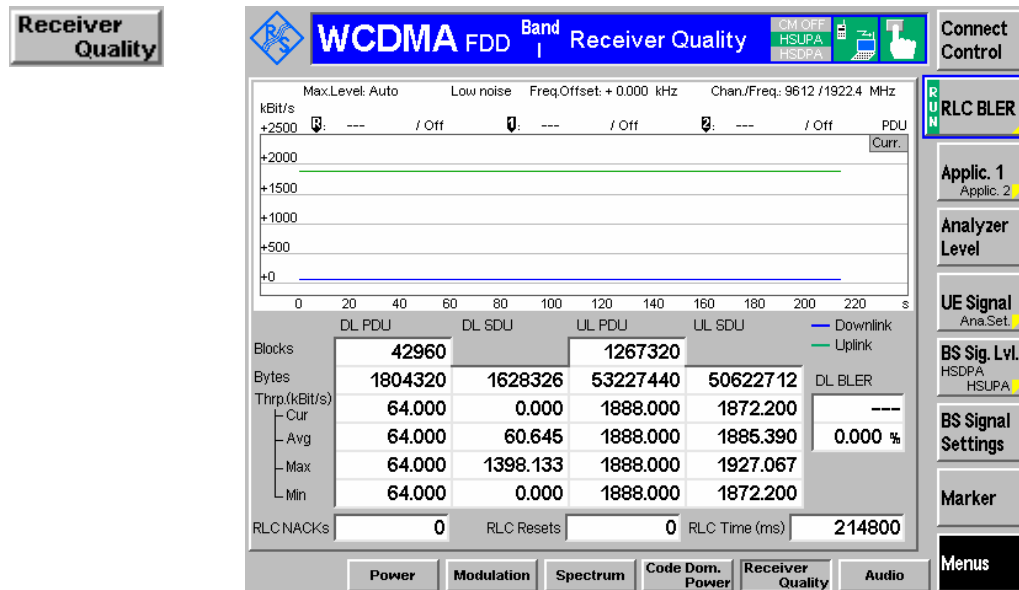 Receiver
Quality
R/S
WCDMA FDD Band I Receiver Quality
CM OFF
HSUPA
HSDPA
Connect
Control
Max.Level: Auto Low noise Freq.Offset: + 0.000 kHz Chan./Freq.: 9612 / 1922.4 MHz
kBit/s
+2500 R: --- / Off 1: --- / Off 2: --- / Off PDU
Curr.
+2000
+1500
+1000
+500
+0
0 20 40 60 80 100 120 140 160 180 200 220 s
RUN
RLC BLER
Applic. 1
Applic. 2
Analyzer
Level
UE Signal
Ana.Set.
BS Sig. Lvl.
HSDPA
HSUPA
BS Signal
Settings
Marker
Menus
DL PDU DL SDU UL PDU UL SDU Downlink
Uplink
Blocks 42960 1267320
Bytes 1804320 1628326 53227440 50622712 DL BLER
Thrp.(kBit/s)
Cur 64.000 0.000 1888.000 1872.200 ---
Avg 64.000 60.645 1888.000 1885.390 0.000 %
Max 64.000 1398.133 1888.000 1927.067
Min 64.000 0.000 1888.000 1872.200
RLC NACKs 0 RLC Resets 0 RLC Time (ms) 214800
Power Modulation Spectrum Code Dom. Power Receiver Quality Audio